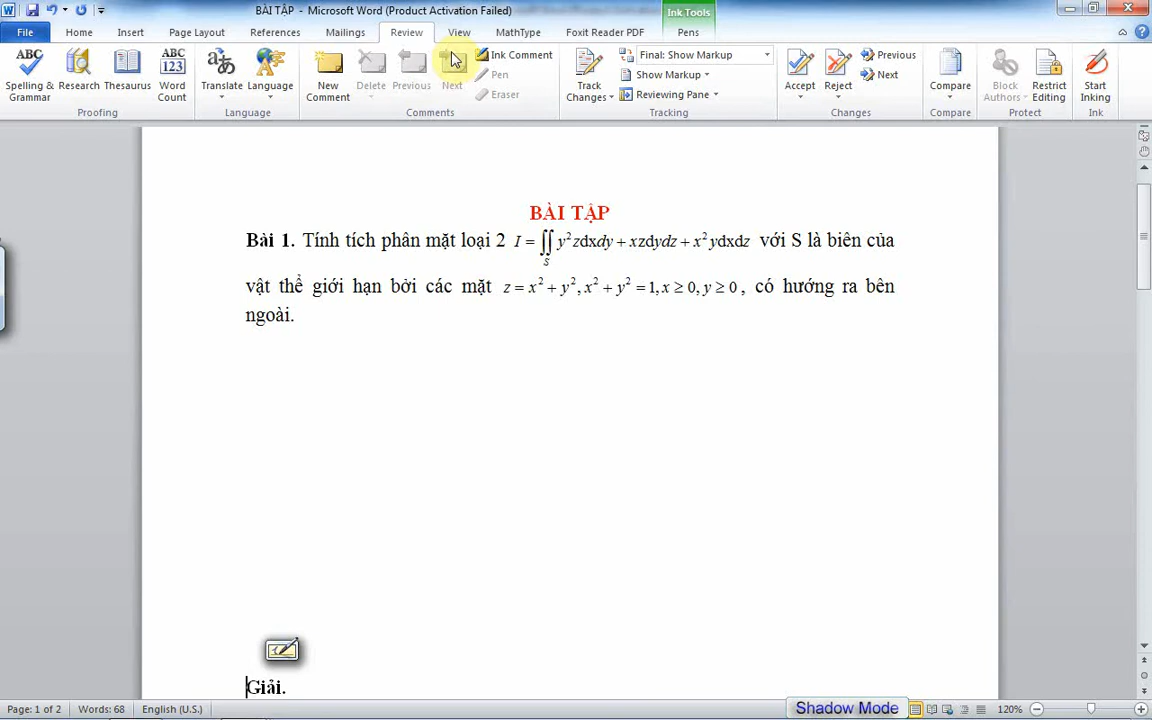 BÀI TẬP - Microsoft Word (Product Activation Failed)
Ink Tools
File Home Insert Page Layout References Mailings Review View MathType Foxit Reader PDF Pens
Spelling & Grammar
Research
Thesaurus
Word Count
Translate
Language
New Comment
Delete
Previous
Next
Ink Comment
Pen
Eraser
Track Changes
Final: Show Markup
Show Markup
Reviewing Pane
Accept
Reject
Previous
Next
Compare
Block Authors
Restrict Editing
Start Inking
Proofing Language Comments Tracking Changes Compare Protect Ink
BÀI TẬP
Bài 1. Tính tích phân mặt loại 2 I = ∬_S y²zdxdy + xzdydz + x²ydxdz với S là biên của
vật thể giới hạn bởi các mặt z = x² + y², x² + y² = 1, x ≥ 0, y ≥ 0, có hướng ra bên
ngoài.
Giải.
Page: 1 of 2 Words: 68 English (U.S.) Shadow Mode 120%